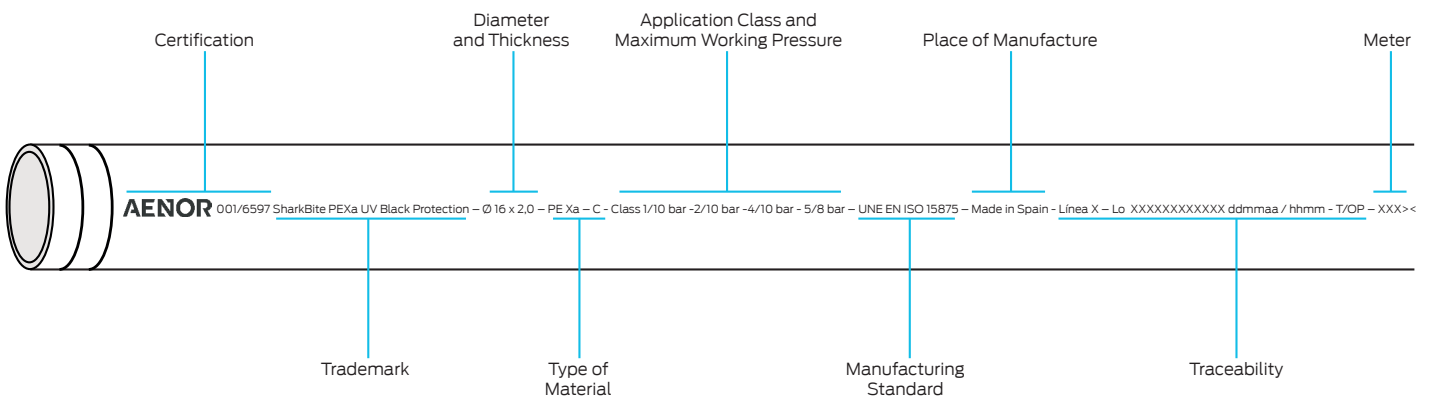 Diameter
and Thickness
Application Class and
Maximum Working Pressure
Certification
Place of Manufacture
Meter
AENOR 001/6597 SharkBite PEXa UV Black Protection – Ø 16 x 2,0 – PE Xa – C - Class 1/10 bar -2/10 bar -4/10 bar - 5/8 bar – UNE EN ISO 15875 – Made in Spain - Línea X – Lo XXXXXXXXXXXX ddmmaa / hhmm - T/OP – XXX><
Trademark
Type of
Material
Manufacturing
Standard
Traceability